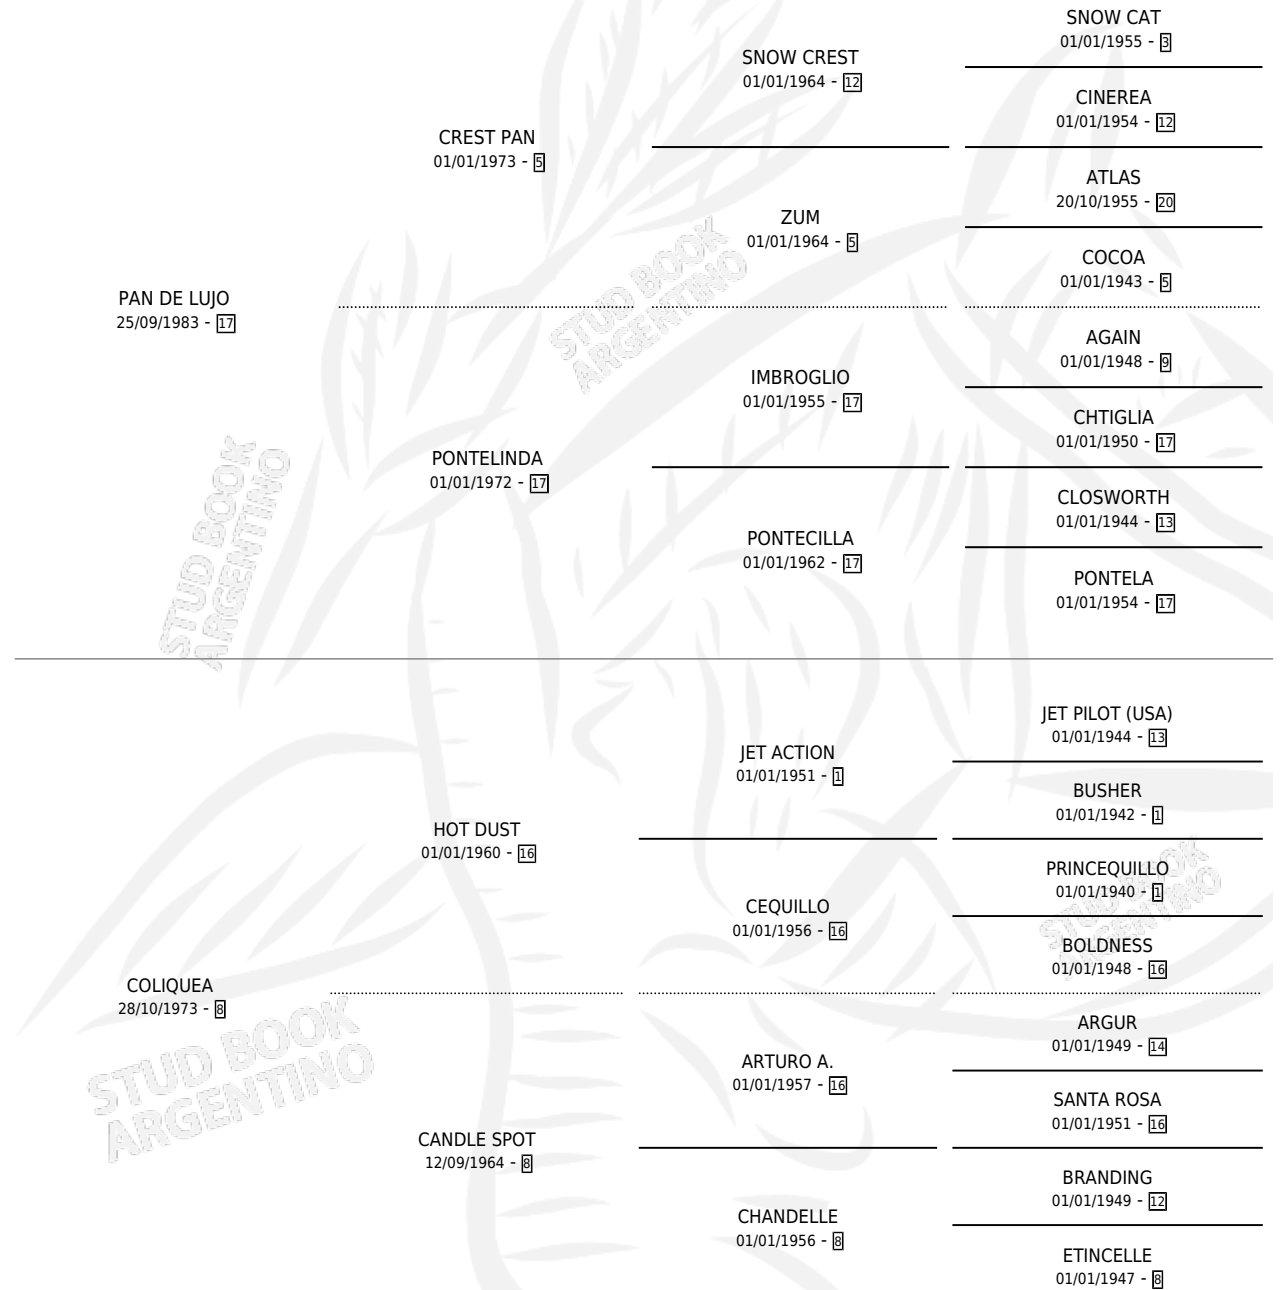 SNOW CAT
01/01/1955 - 3
SNOW CREST
01/01/1964 - 12
CINEREA
01/01/1954 - 12
CREST PAN
01/01/1973 - 5
ATLAS
20/10/1955 - 20
ZUM
01/01/1964 - 5
COCOA
01/01/1943 - 5
PAN DE LUJO
25/09/1983 - 17
AGAIN
01/01/1948 - 9
IMBROGLIO
01/01/1955 - 17
CHTIGLIA
01/01/1950 - 17
PONTELINDA
01/01/1972 - 17
CLOSWORTH
01/01/1944 - 13
PONTECILLA
01/01/1962 - 17
PONTELA
01/01/1954 - 17
JET PILOT (USA)
01/01/1944 - 13
JET ACTION
01/01/1951 - 1
BUSHER
01/01/1942 - 1
HOT DUST
01/01/1960 - 16
PRINCEQUILLO
01/01/1940 - 1
CEQUILLO
01/01/1956 - 16
BOLDNESS
01/01/1948 - 16
COLIQUEA
28/10/1973 - 8
ARGUR
01/01/1949 - 14
ARTURO A.
01/01/1957 - 16
SANTA ROSA
01/01/1951 - 16
CANDLE SPOT
12/09/1964 - 8
BRANDING
01/01/1949 - 12
CHANDELLE
01/01/1956 - 8
ETINCELLE
01/01/1947 - 8
STUD BOOK
ARGENTINO
STUD BOOK
ARGENTINO
STUD BOOK
ARGENTINO
STUD BOOK
ARGENTINO